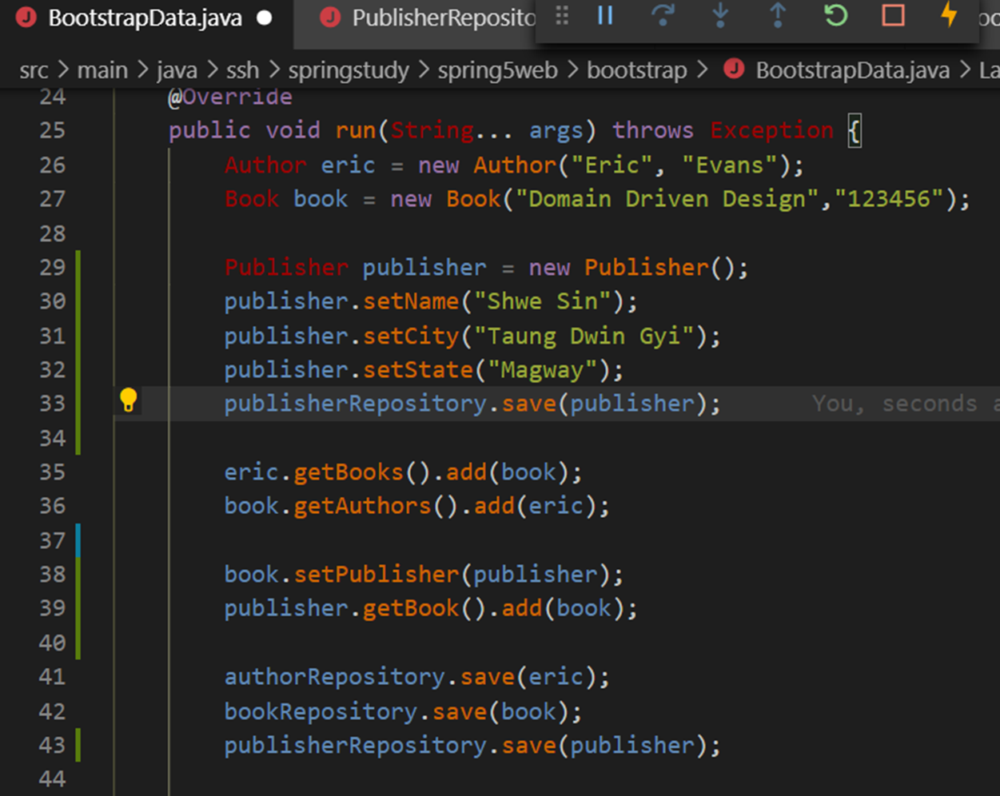 BootstrapData.java PublisherReposito
src > main > java > ssh > springstudy > spring5web > bootstrap > BootstrapData.java > La
24 @Override
25 public void run(String... args) throws Exception {
26 Author eric = new Author("Eric", "Evans");
27 Book book = new Book("Domain Driven Design","123456");
28
29 Publisher publisher = new Publisher();
30 publisher.setName("Shwe Sin");
31 publisher.setCity("Taung Dwin Gyi");
32 publisher.setState("Magway");
33 publisherRepository.save(publisher); You, seconds a
34
35 eric.getBooks().add(book);
36 book.getAuthors().add(eric);
37
38 book.setPublisher(publisher);
39 publisher.getBook().add(book);
40
41 authorRepository.save(eric);
42 bookRepository.save(book);
43 publisherRepository.save(publisher);
44